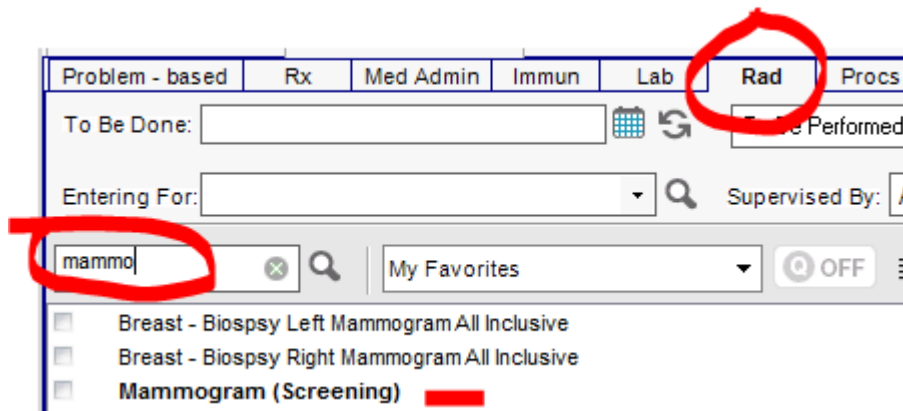 Problem - based Rx Med Admin Immun Lab Rad Procs
To Be Done: Performed
Entering For: Supervised By:
mammo My Favorites OFF
Breast - Biospsy Left Mammogram All Inclusive
Breast - Biospsy Right Mammogram All Inclusive
Mammogram (Screening)